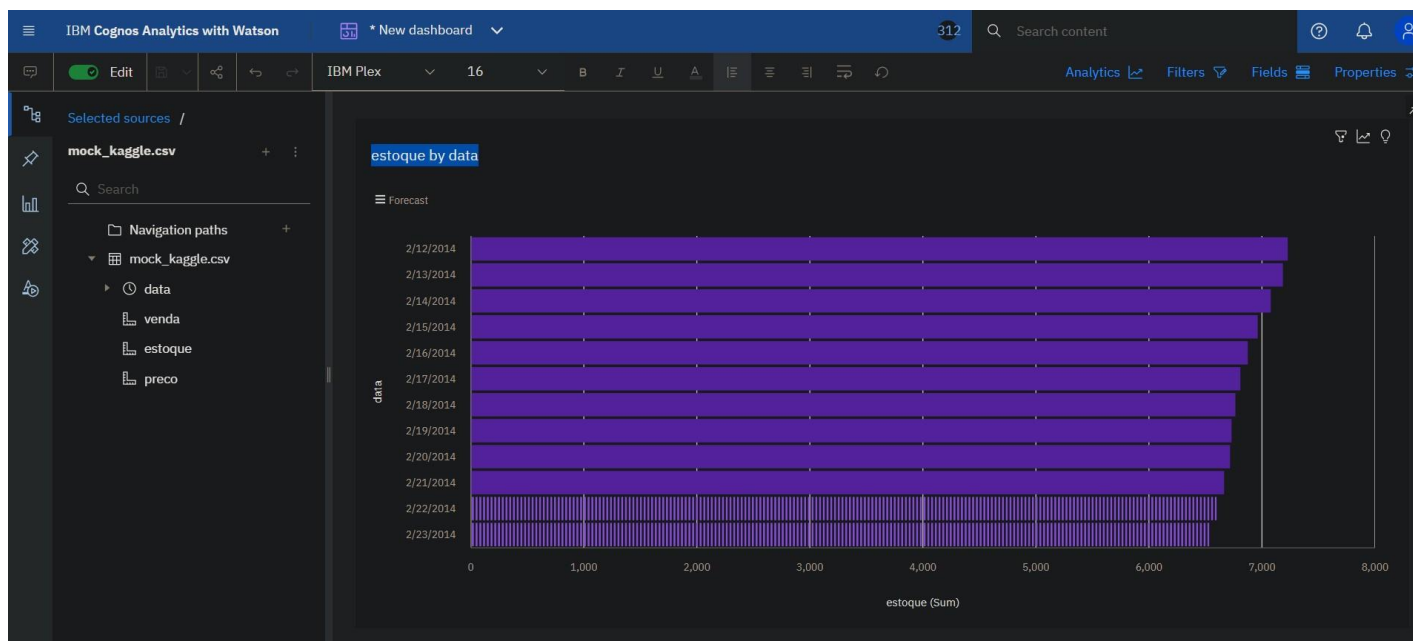 IBM Cognos Analytics with Watson
* New dashboard
312
Search content
Edit
IBM Plex
16
B I U A
Analytics
Filters
Fields
Properties
Selected sources /
mock_kaggle.csv
Search
Navigation paths
mock_kaggle.csv
data
venda
estoque
preco
estoque by data
Forecast
data
2/12/2014
2/13/2014
2/14/2014
2/15/2014
2/16/2014
2/17/2014
2/18/2014
2/19/2014
2/20/2014
2/21/2014
2/22/2014
2/23/2014
0 1,000 2,000 3,000 4,000 5,000 6,000 7,000 8,000
estoque (Sum)